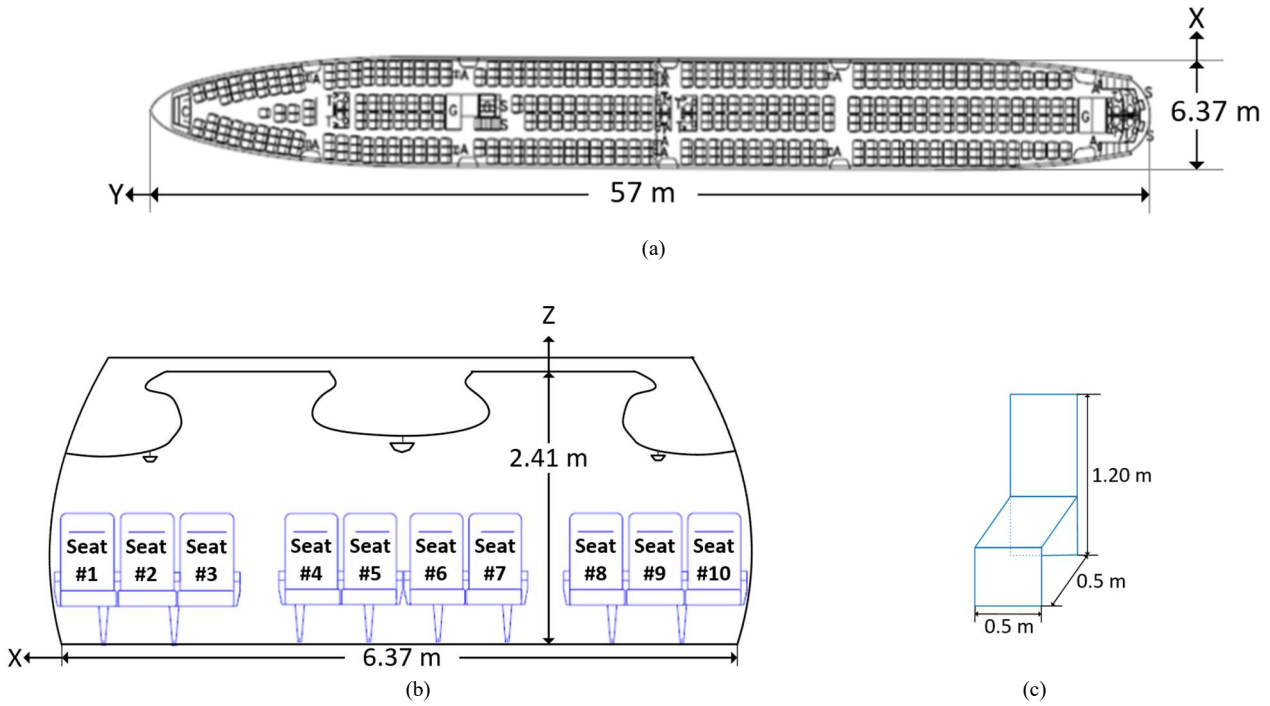 X
6.37 m
A A A A A S
T T S T
G G G
T T S T
A A A A A S
Y
57 m
(a)
Z
2.41 m
1.20 m
Seat Seat Seat Seat Seat Seat Seat Seat Seat Seat
#1 #2 #3 #4 #5 #6 #7 #8 #9 #10
0.5 m
0.5 m
X
6.37 m
(b)
(c)